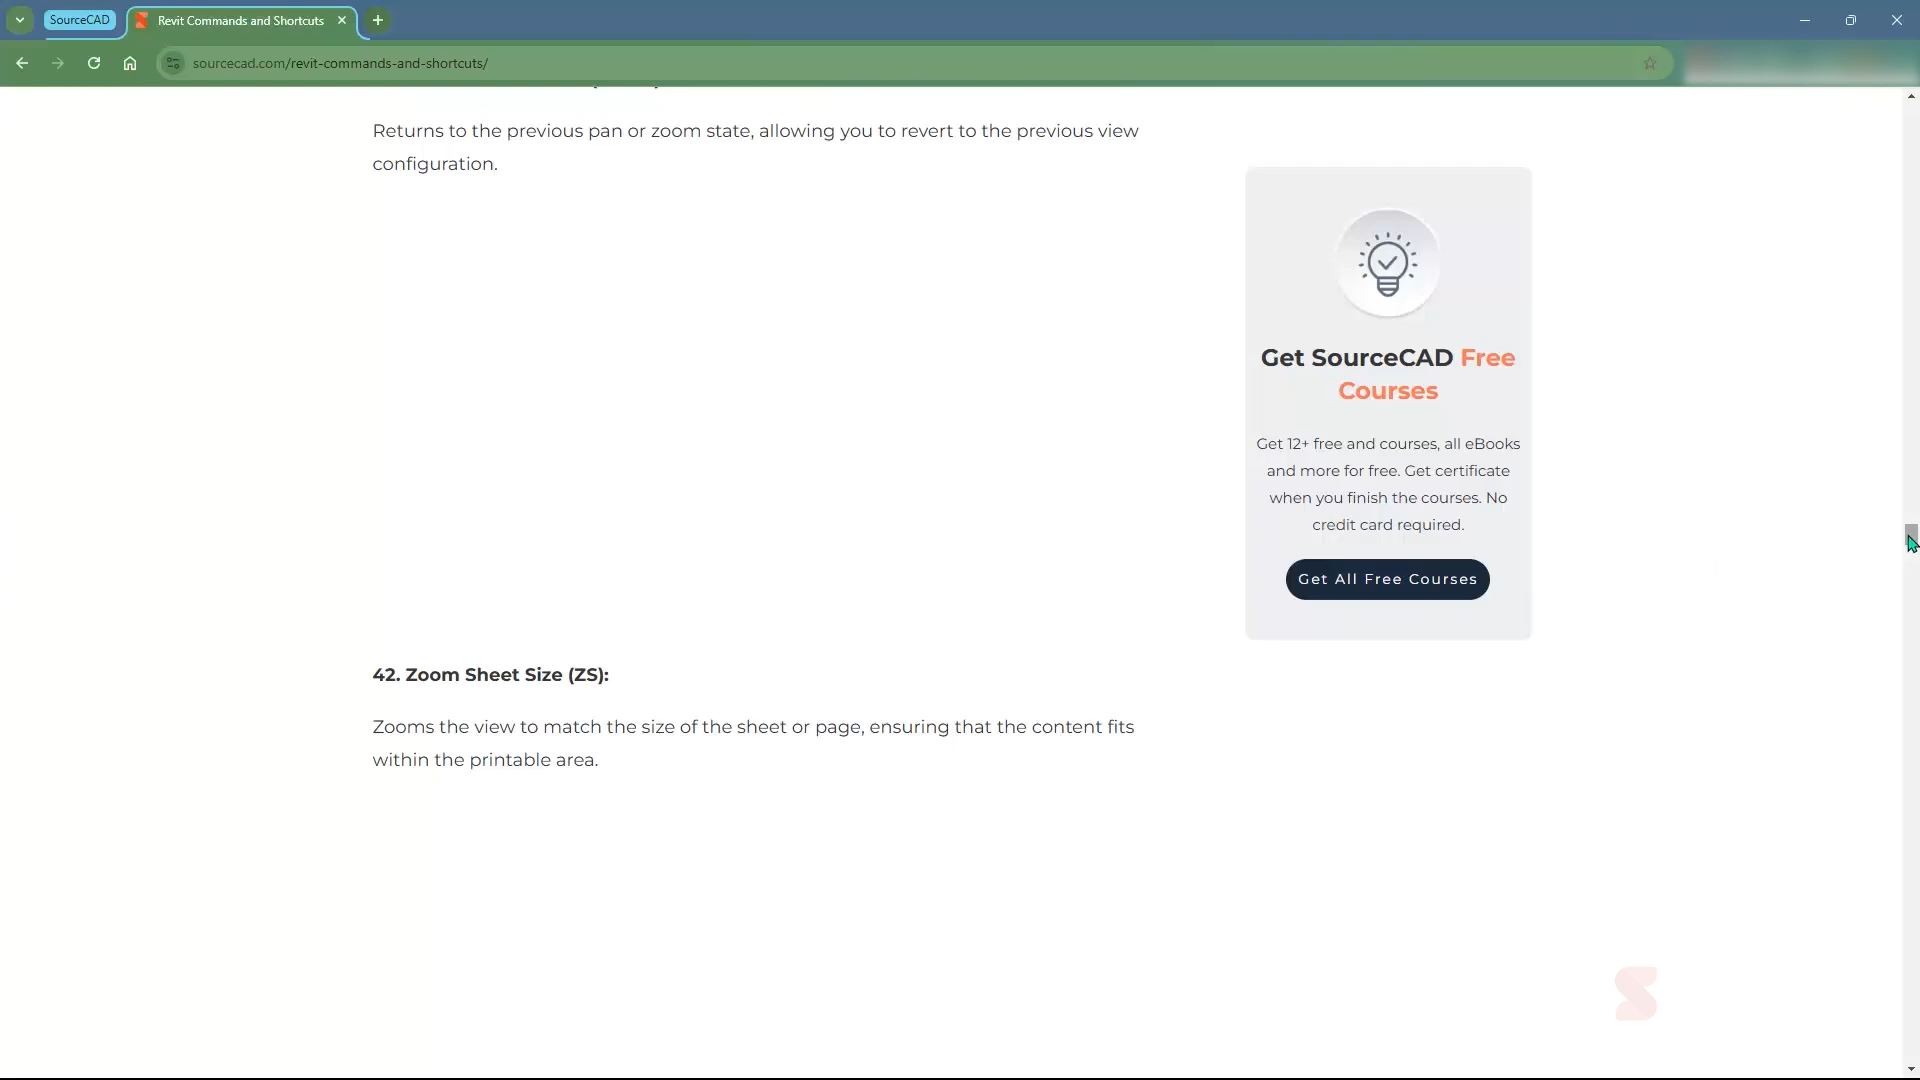 SourceCAD
Revit Commands and Shortcuts
sourcecad.com/revit-commands-and-shortcuts/
Returns to the previous pan or zoom state, allowing you to revert to the previous view
configuration.
Get SourceCAD Free
Courses
Get 12+ free and courses, all eBooks
and more for free. Get certificate
when you finish the courses. No
credit card required.
Get All Free Courses
42. Zoom Sheet Size (ZS):
Zooms the view to match the size of the sheet or page, ensuring that the content fits
within the printable area.